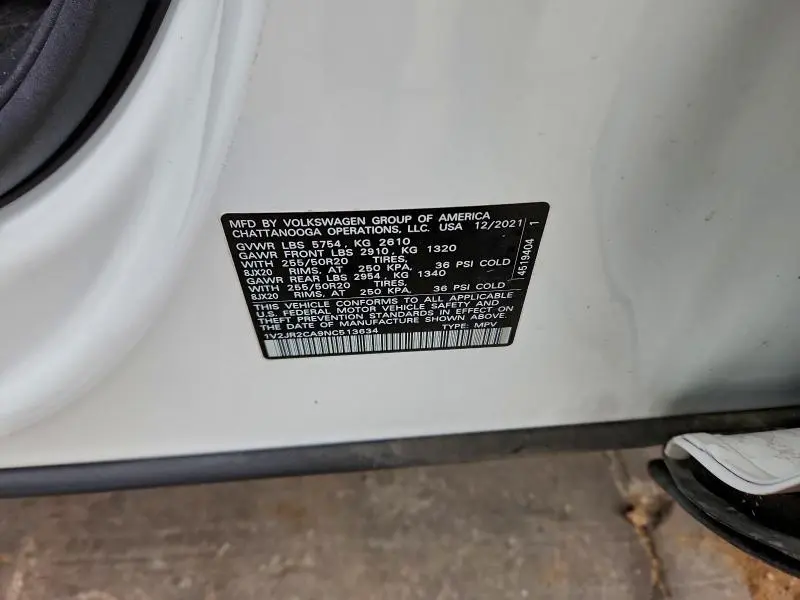 MFD BY VOLKSWAGEN GROUP OF AMERICA
CHATTANOOGA OPERATIONS, LLC. USA 12/2021
GVWR LBS 5754, KG 2610
GAWR FRONT LBS 2910, KG 1320
WITH 255/50R20 TIRES,
8JX20 RIMS, AT 250 KPA, 36 PSI COLD
GAWR REAR LBS 2954, KG 1340
WITH 255/50R20 TIRES,
8JX20 RIMS, AT 250 KPA, 36 PSI COLD
THIS VEHICLE CONFORMS TO ALL APPLICABLE
U.S. FEDERAL MOTOR VEHICLE SAFETY AND
THEFT PREVENTION STANDARDS IN EFFECT ON
THE DATE OF MANUFACTURE SHOWN ABOVE.
1V2JR2CA9NC513634 TYPE: MPV
4519404 1